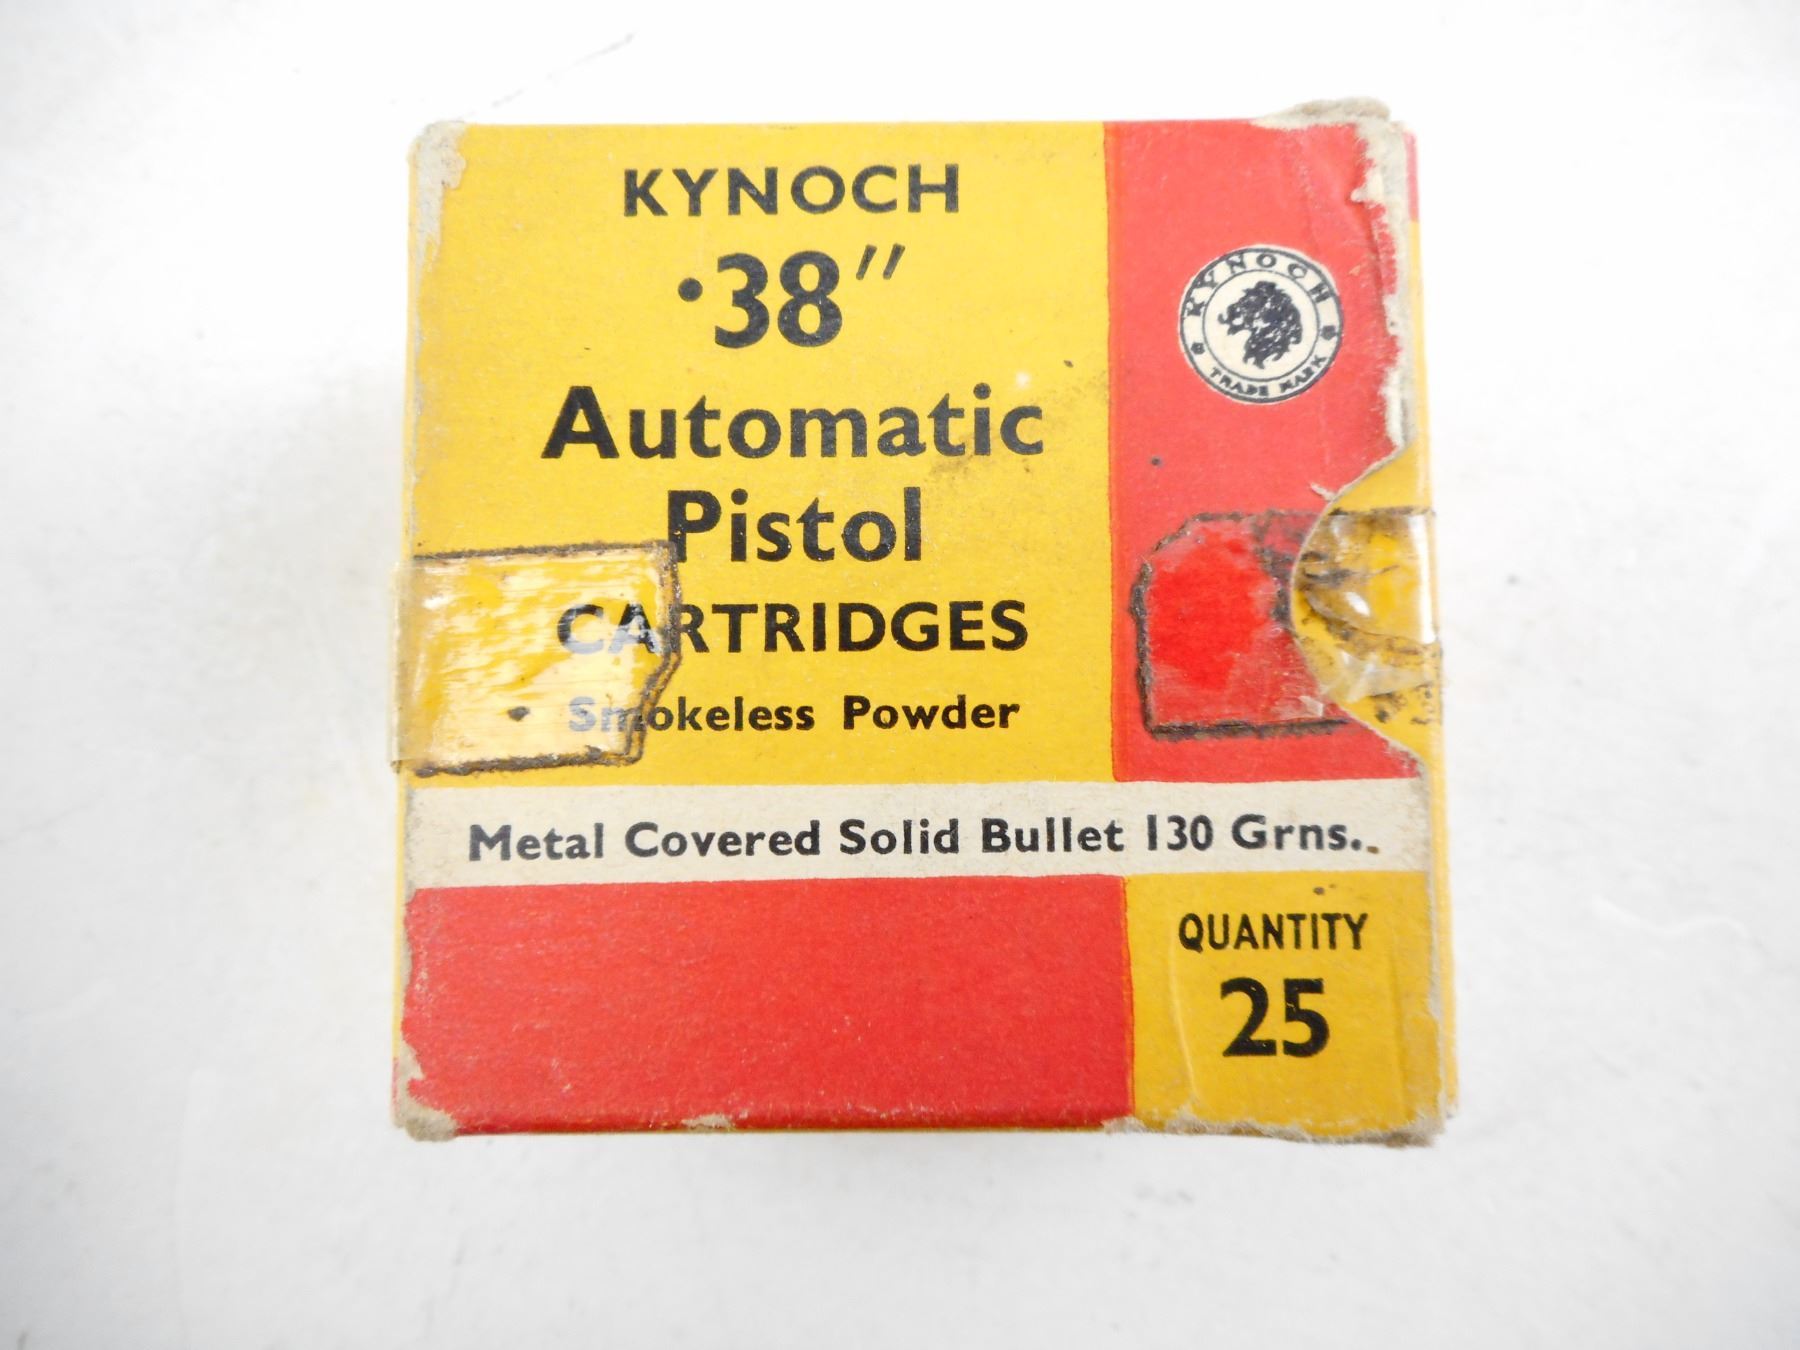 KYNOCH
·38"
Automatic
Pistol
CARTRIDGES
Smokeless Powder
KYNOCH
TRADE MARK
Metal Covered Solid Bullet 130 Grns.
QUANTITY
25